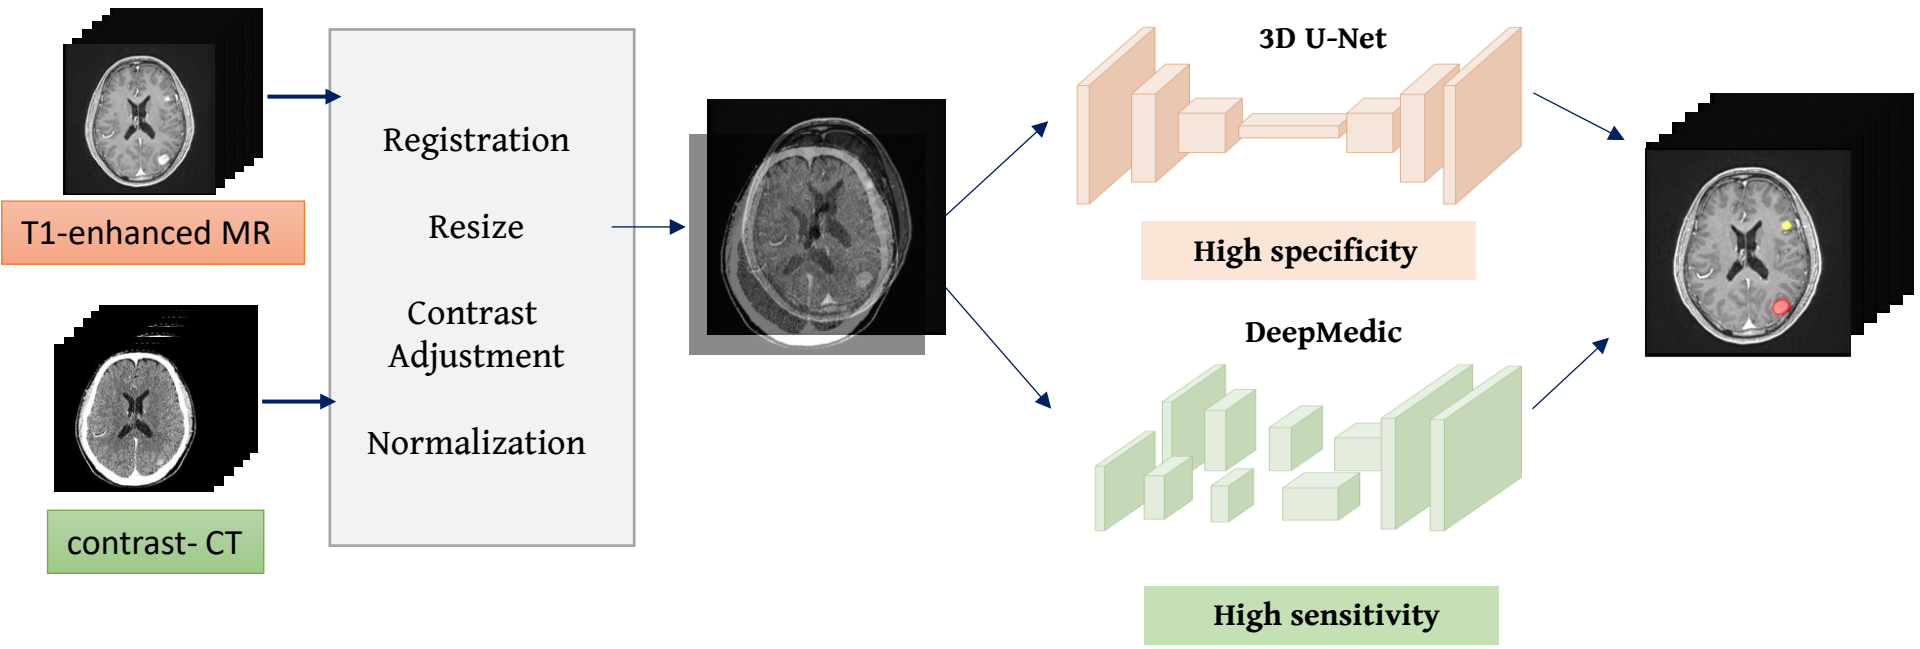 T1-enhanced MR
contrast- CT
Registration
Resize
Contrast
Adjustment
Normalization
3D U-Net
High specificity
DeepMedic
High sensitivity